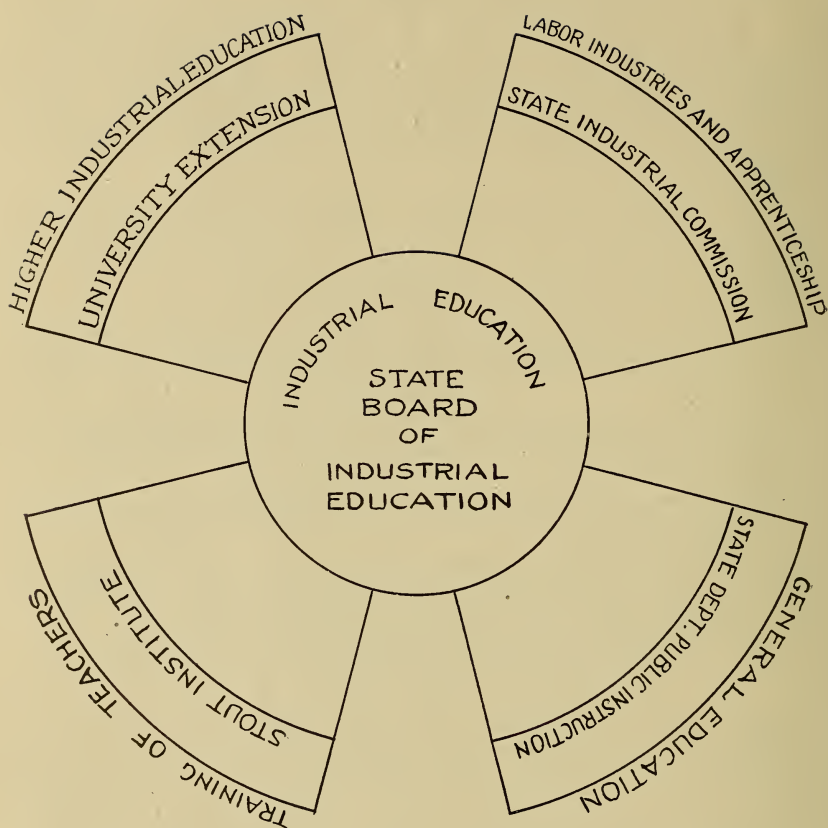 HIGHER INDUSTRIAL EDUCATION
UNIVERSITY EXTENSION
LABOR INDUSTRIES AND APPRENTICESHIP
STATE INDUSTRIAL COMMISSION
INDUSTRIAL EDUCATION
STATE
BOARD
OF
INDUSTRIAL
EDUCATION
STOUT INSTITUTE
TRAINING OF TEACHERS
STATE DEPT. PUBLIC INSTRUCTION
GENERAL EDUCATION